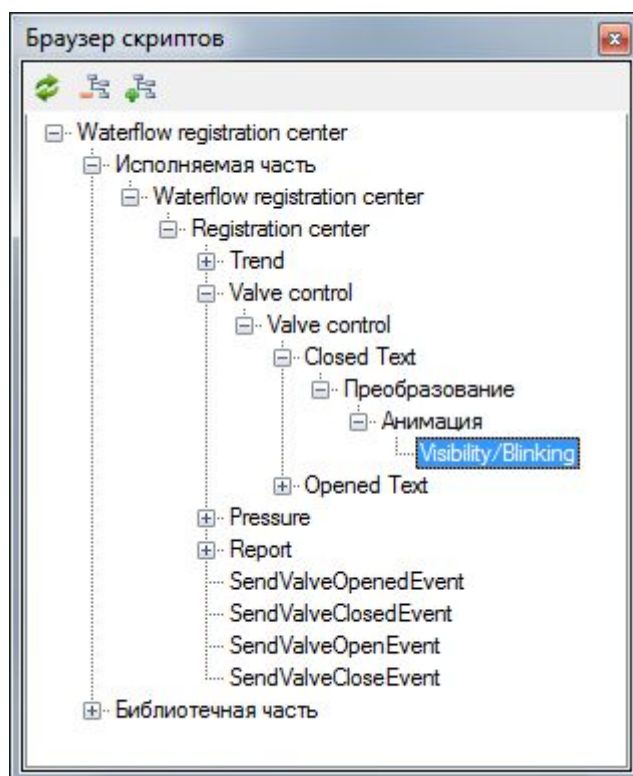 Браузер скриптов
Waterflow registration center
Исполняемая часть
Waterflow registration center
Registration center
Trend
Valve control
Valve control
Closed Text
Преобразование
Анимация
Visibility/Blinking
Opened Text
Pressure
Report
SendValveOpenedEvent
SendValveClosedEvent
SendValveOpenEvent
SendValveCloseEvent
Библиотечная часть